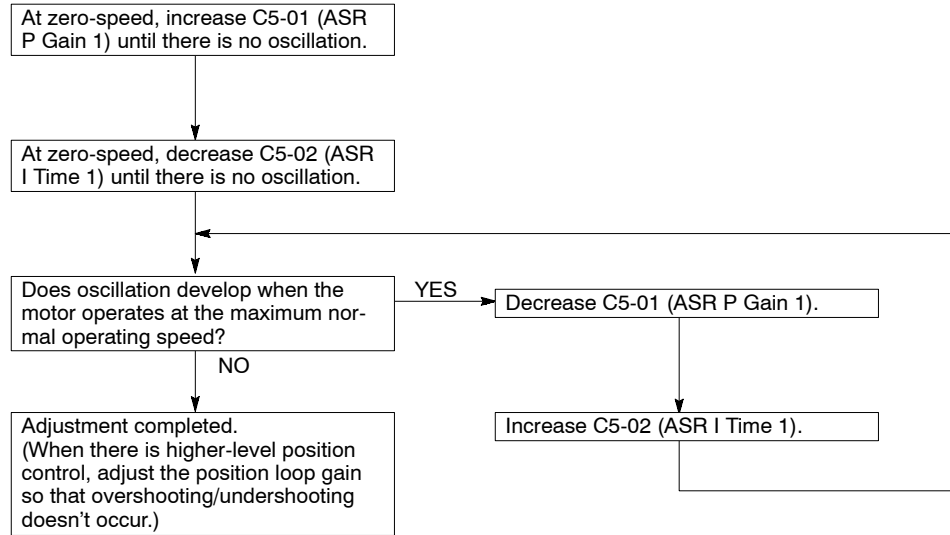 At zero-speed, increase C5-01 (ASR
P Gain 1) until there is no oscillation.
At zero-speed, decrease C5-02 (ASR
I Time 1) until there is no oscillation.
Does oscillation develop when the
motor operates at the maximum nor-
mal operating speed?
YES
Decrease C5-01 (ASR P Gain 1).
NO
Adjustment completed.
(When there is higher-level position
control, adjust the position loop gain
so that overshooting/undershooting
doesn't occur.)
Increase C5-02 (ASR I Time 1).